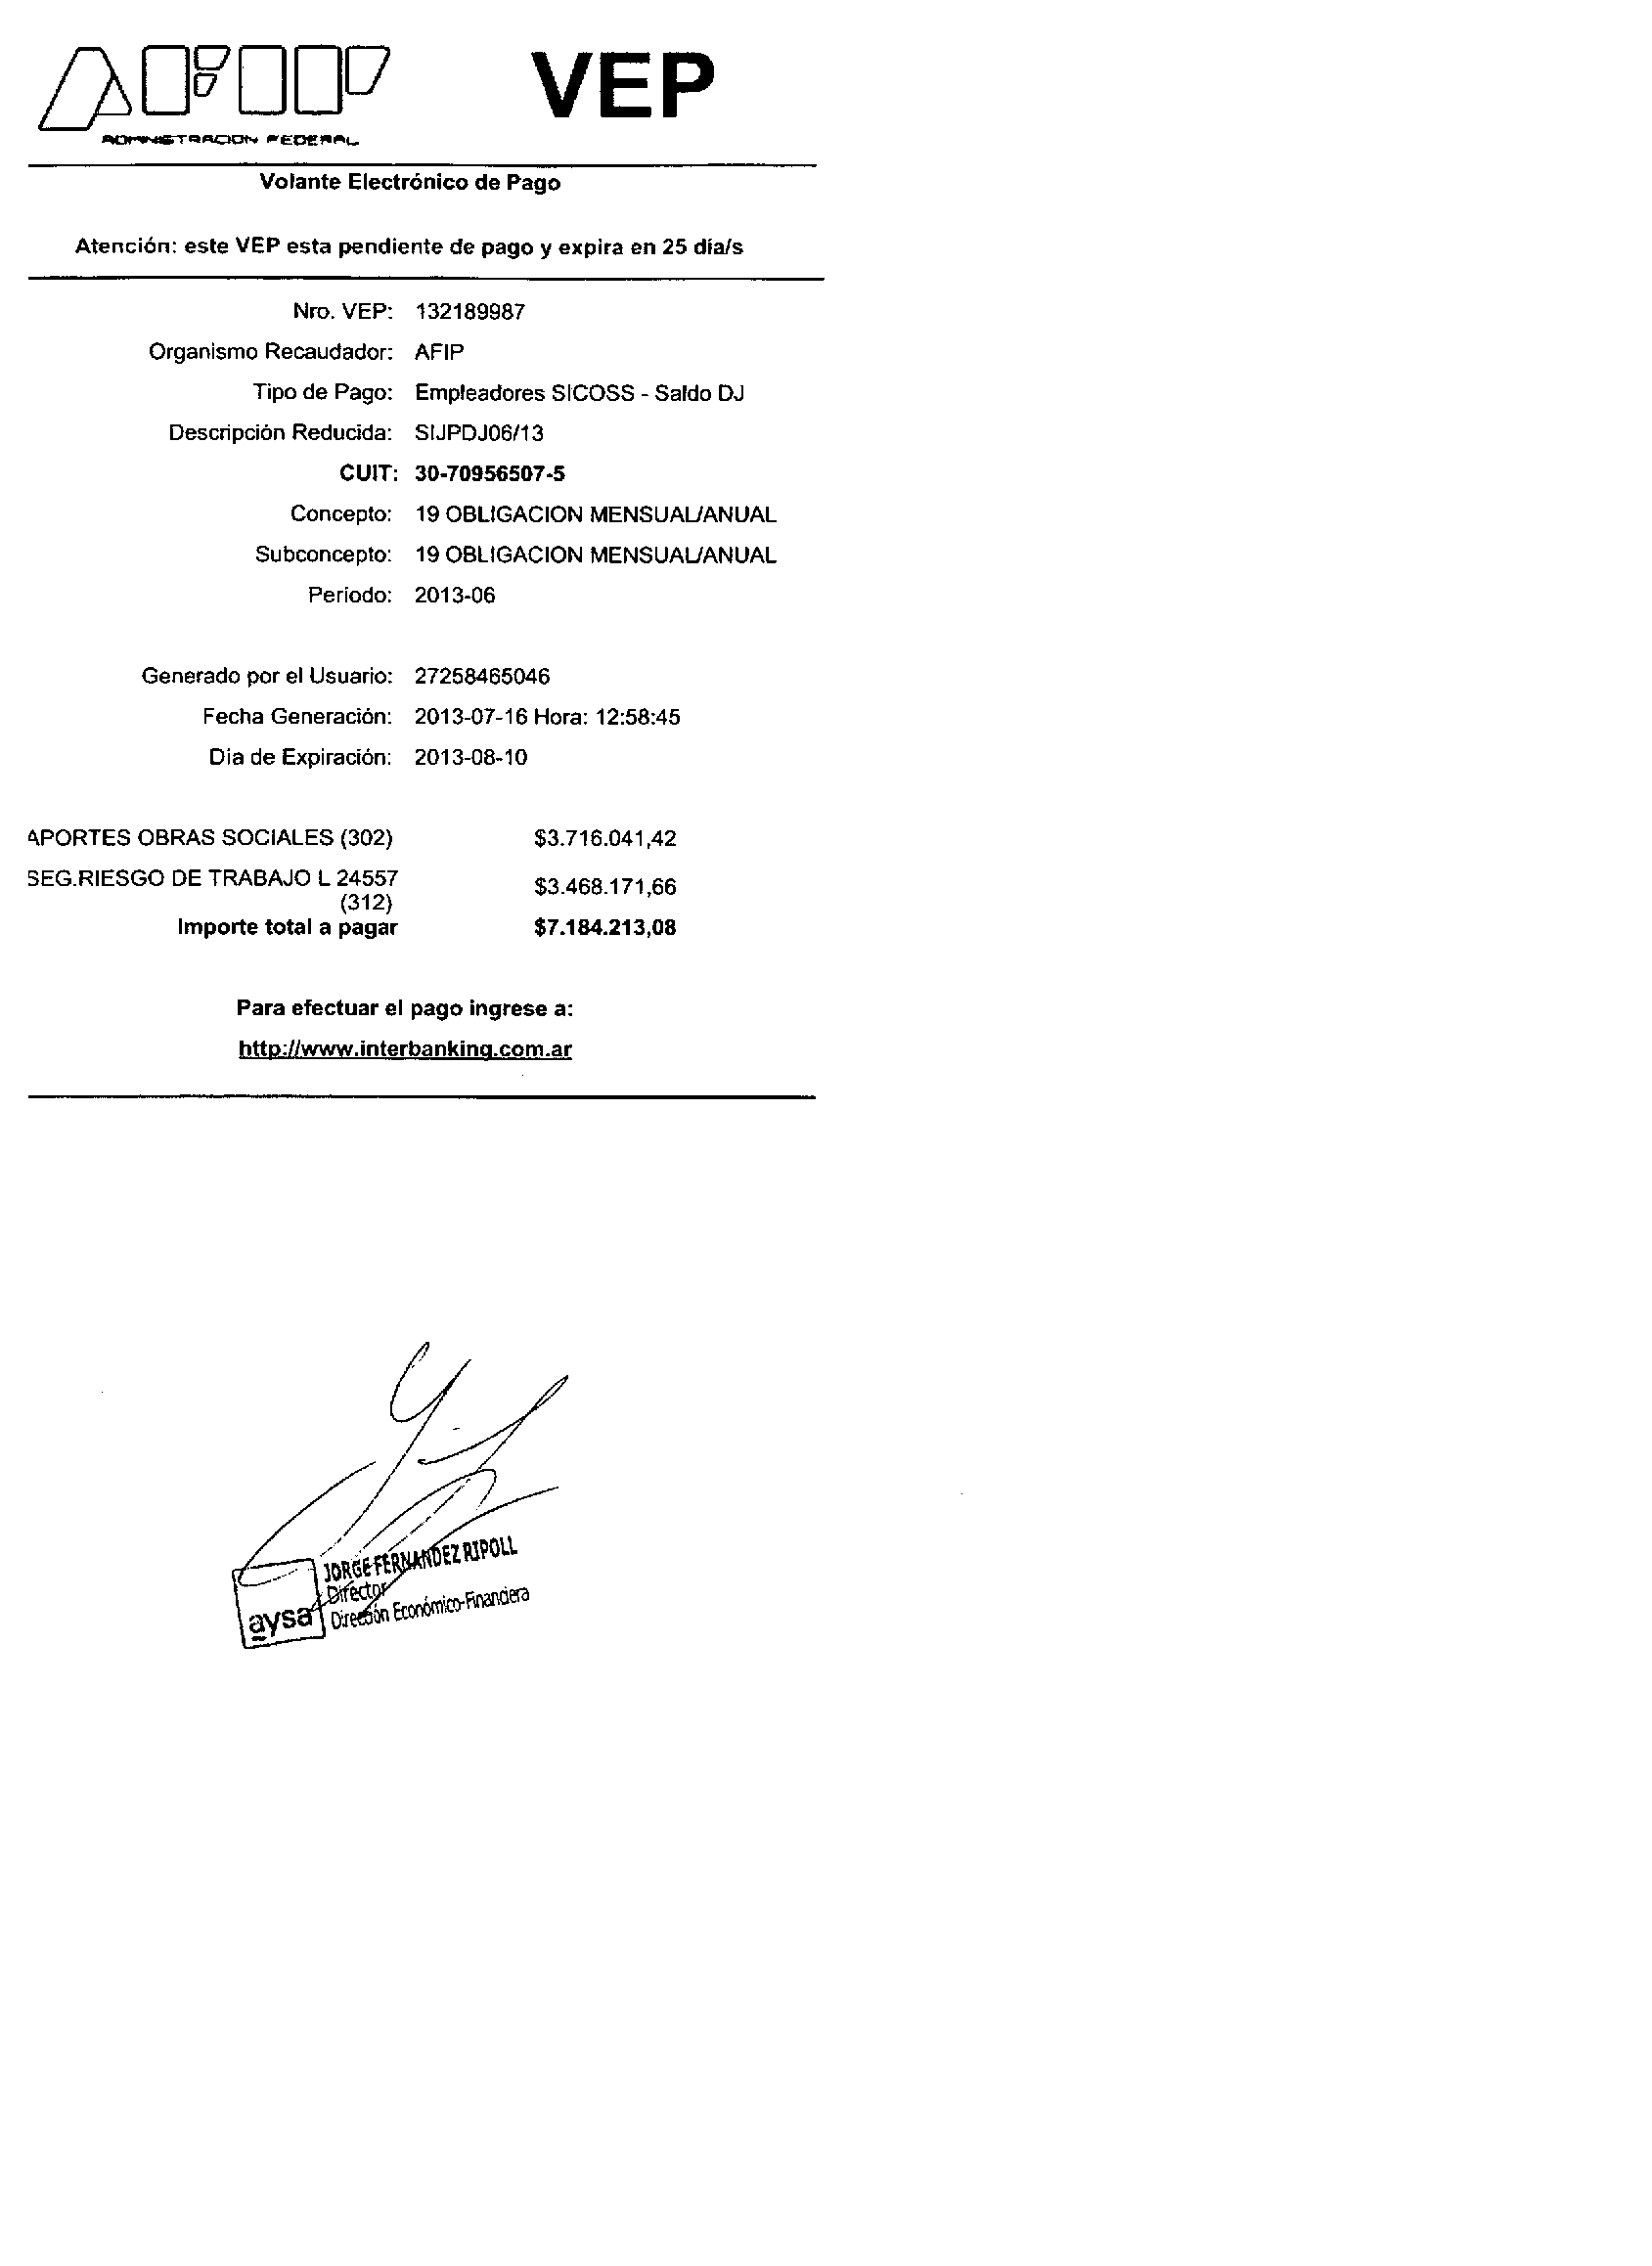 AFIP VEP
ADMINISTRACION FEDERAL
Volante Electrónico de Pago
Atención: este VEP esta pendiente de pago y expira en 25 día/s
Nro. VEP: 132189987
Organismo Recaudador: AFIP
Tipo de Pago: Empleadores SICOSS - Saldo DJ
Descripción Reducida: SIJPDJ06/13
CUIT: 30-70956507-5
Concepto: 19 OBLIGACION MENSUAL/ANUAL
Subconcepto: 19 OBLIGACION MENSUAL/ANUAL
Período: 2013-06
Generado por el Usuario: 27258465046
Fecha Generación: 2013-07-16 Hora: 12:58:45
Dia de Expiración: 2013-08-10
APORTES OBRAS SOCIALES (302) $3.716.041,42
SEG.RIESGO DE TRABAJO L 24557
(312) $3.468.171,66
Importe total a pagar $7.184.213,08
Para efectuar el pago ingrese a:
http://www.interbanking.com.ar
JORGE FERNANDEZ RIPOLL
Director
aysa Dirección Económico-Financiera